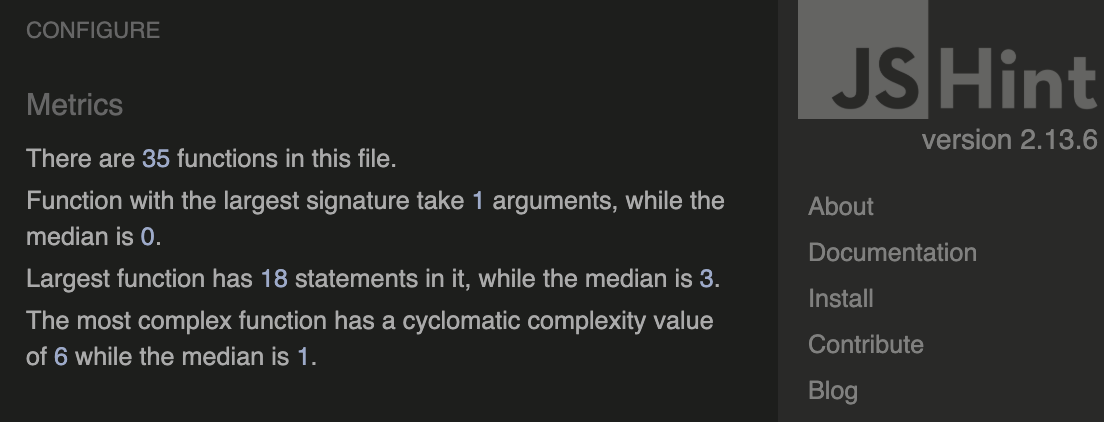 CONFIGURE
Metrics
There are 35 functions in this file.
Function with the largest signature take 1 arguments, while the
median is 0.
Largest function has 18 statements in it, while the median is 3.
The most complex function has a cyclomatic complexity value
of 6 while the median is 1.
JSHint
version 2.13.6
About
Documentation
Install
Contribute
Blog